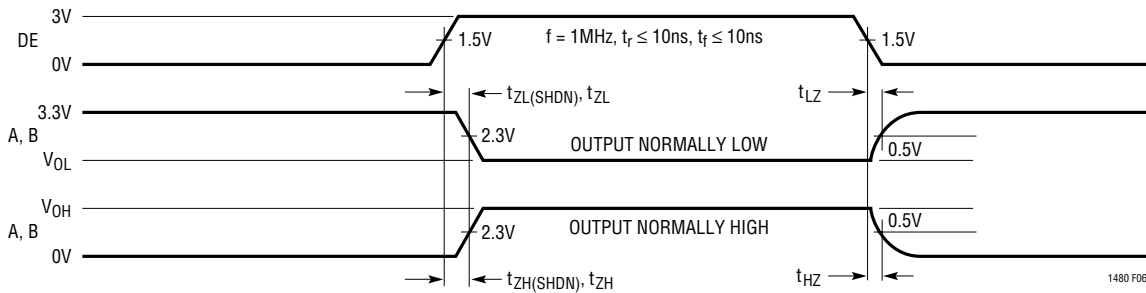 3V
DE
1.5V
f = 1MHz, tr ≤ 10ns, tf ≤ 10ns
1.5V
0V
tZL(SHDN), tZL
tLZ
3.3V
A, B
2.3V
OUTPUT NORMALLY LOW
0.5V
VOL
VOH
A, B
2.3V
OUTPUT NORMALLY HIGH
0.5V
0V
tZH(SHDN), tZH
tHZ
1480 F06